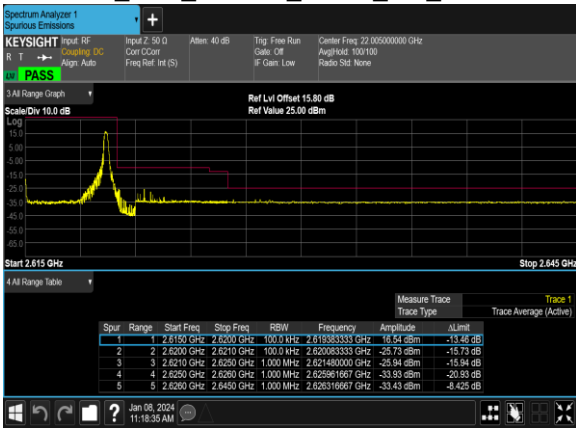 Spectrum Analyzer 1
Spurious Emissions
KEYSIGHT Input: RF Input Z: 50 Ω Atten: 40 dB Trig: Free Run Center Freq: 22.005000000 GHz
R T Coupling: DC Corr CCorr Gate: Off Avg|Hold: 100/100
Align: Auto Freq Ref: Int (S) IF Gain: Low Radio Std: None
PASS
3 All Range Graph
Ref Lvl Offset 15.80 dB
Scale/Div 10.0 dB Ref Value 25.00 dBm
Log
15.0
5.00
-5.00
-15.0
-25.0
-35.0
-45.0
-55.0
-65.0
Start 2.615 GHz Stop 2.645 GHz
4 All Range Table
Measure Trace Trace 1
Trace Type Trace Average (Active)
Spur Range Start Freq Stop Freq RBW Frequency Amplitude ΔLimit
1 1 2.6150 GHz 2.6200 GHz 100.0 kHz 2.619383333 GHz 16.54 dBm -13.46 dB
2 2 2.6200 GHz 2.6210 GHz 100.0 kHz 2.620083333 GHz -25.73 dBm -15.73 dB
3 3 2.6210 GHz 2.6250 GHz 1.000 MHz 2.621480000 GHz -25.94 dBm -15.94 dB
4 4 2.6250 GHz 2.6260 GHz 1.000 MHz 2.625961667 GHz -33.93 dBm -20.93 dB
5 5 2.6260 GHz 2.6450 GHz 1.000 MHz 2.626316667 GHz -33.43 dBm -8.425 dB
? Jan 08, 2024
11:18:35 AM